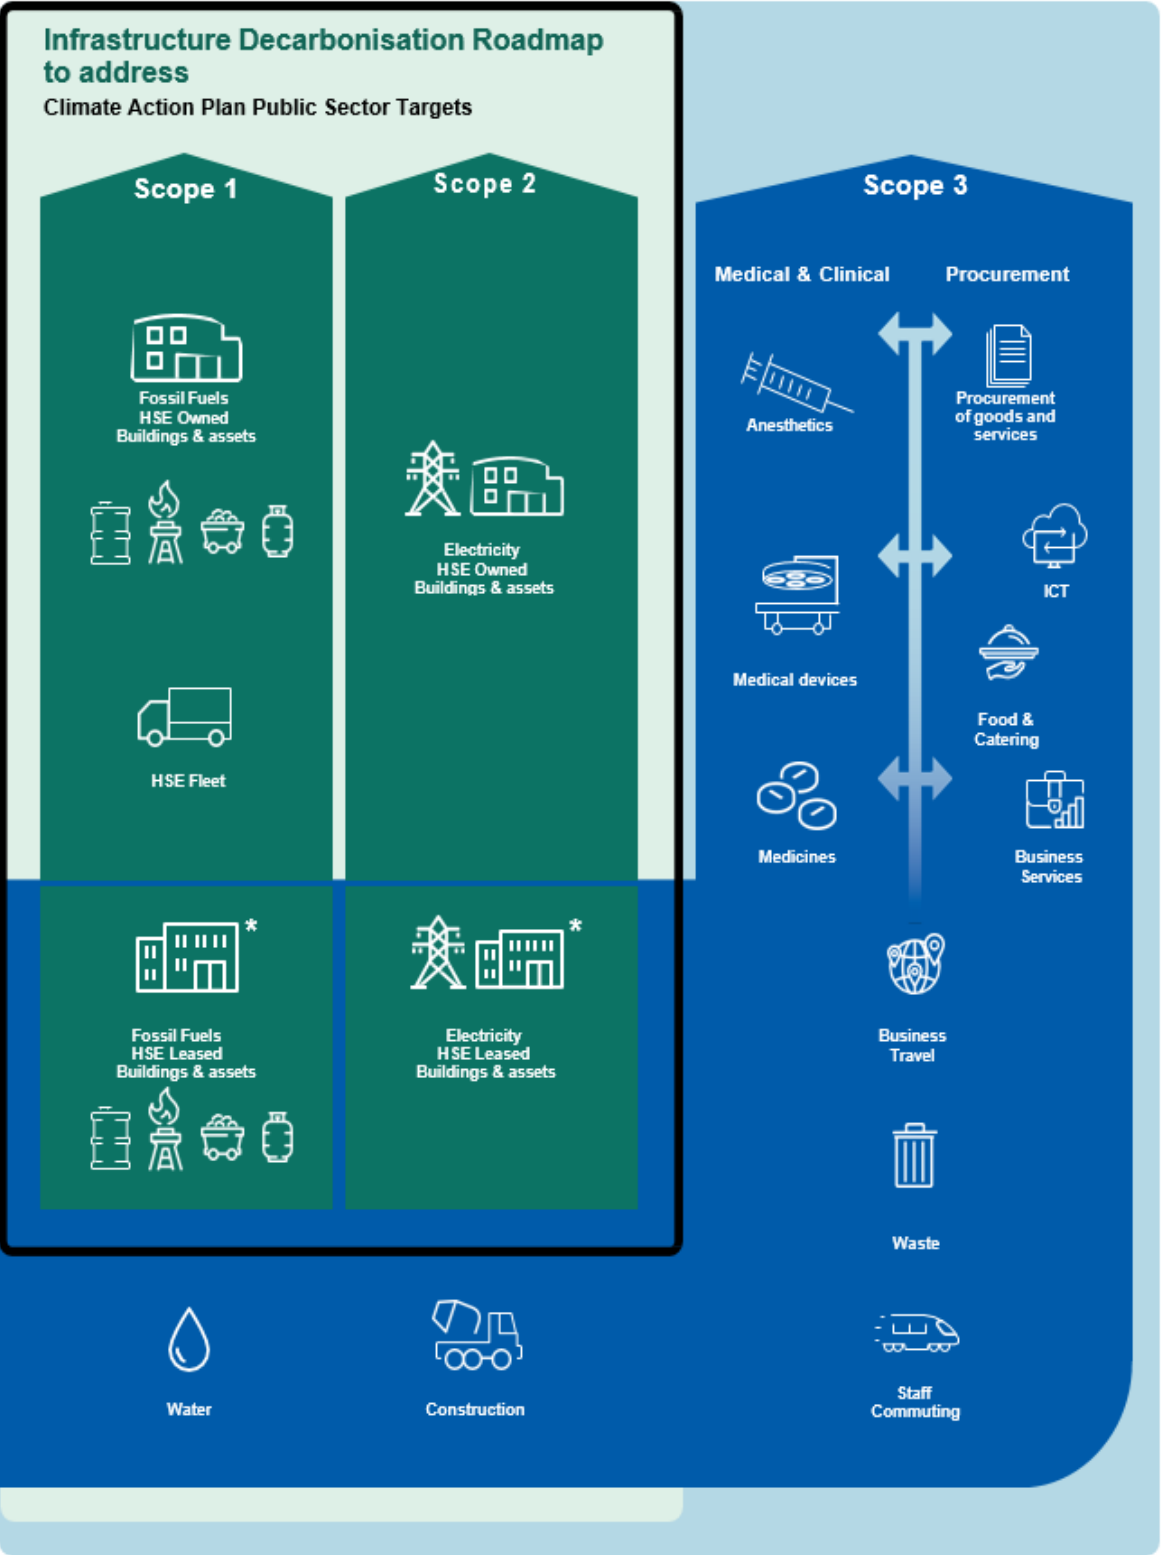 Infrastructure Decarbonisation Roadmap
to address
Climate Action Plan Public Sector Targets
Scope 1
Fossil Fuels
HSE Owned
Buildings & assets
HSE Fleet
*
Fossil Fuels
HSE Leased
Buildings & assets
Scope 2
Electricity
HSE Owned
Buildings & assets
*
Electricity
HSE Leased
Buildings & assets
Scope 3
Medical & Clinical
Anesthetics
Medical devices
Medicines
Procurement
Procurement
of goods and
services
ICT
Food &
Catering
Business
Services
Business
Travel
Waste
Staff
Commuting
Water
Construction